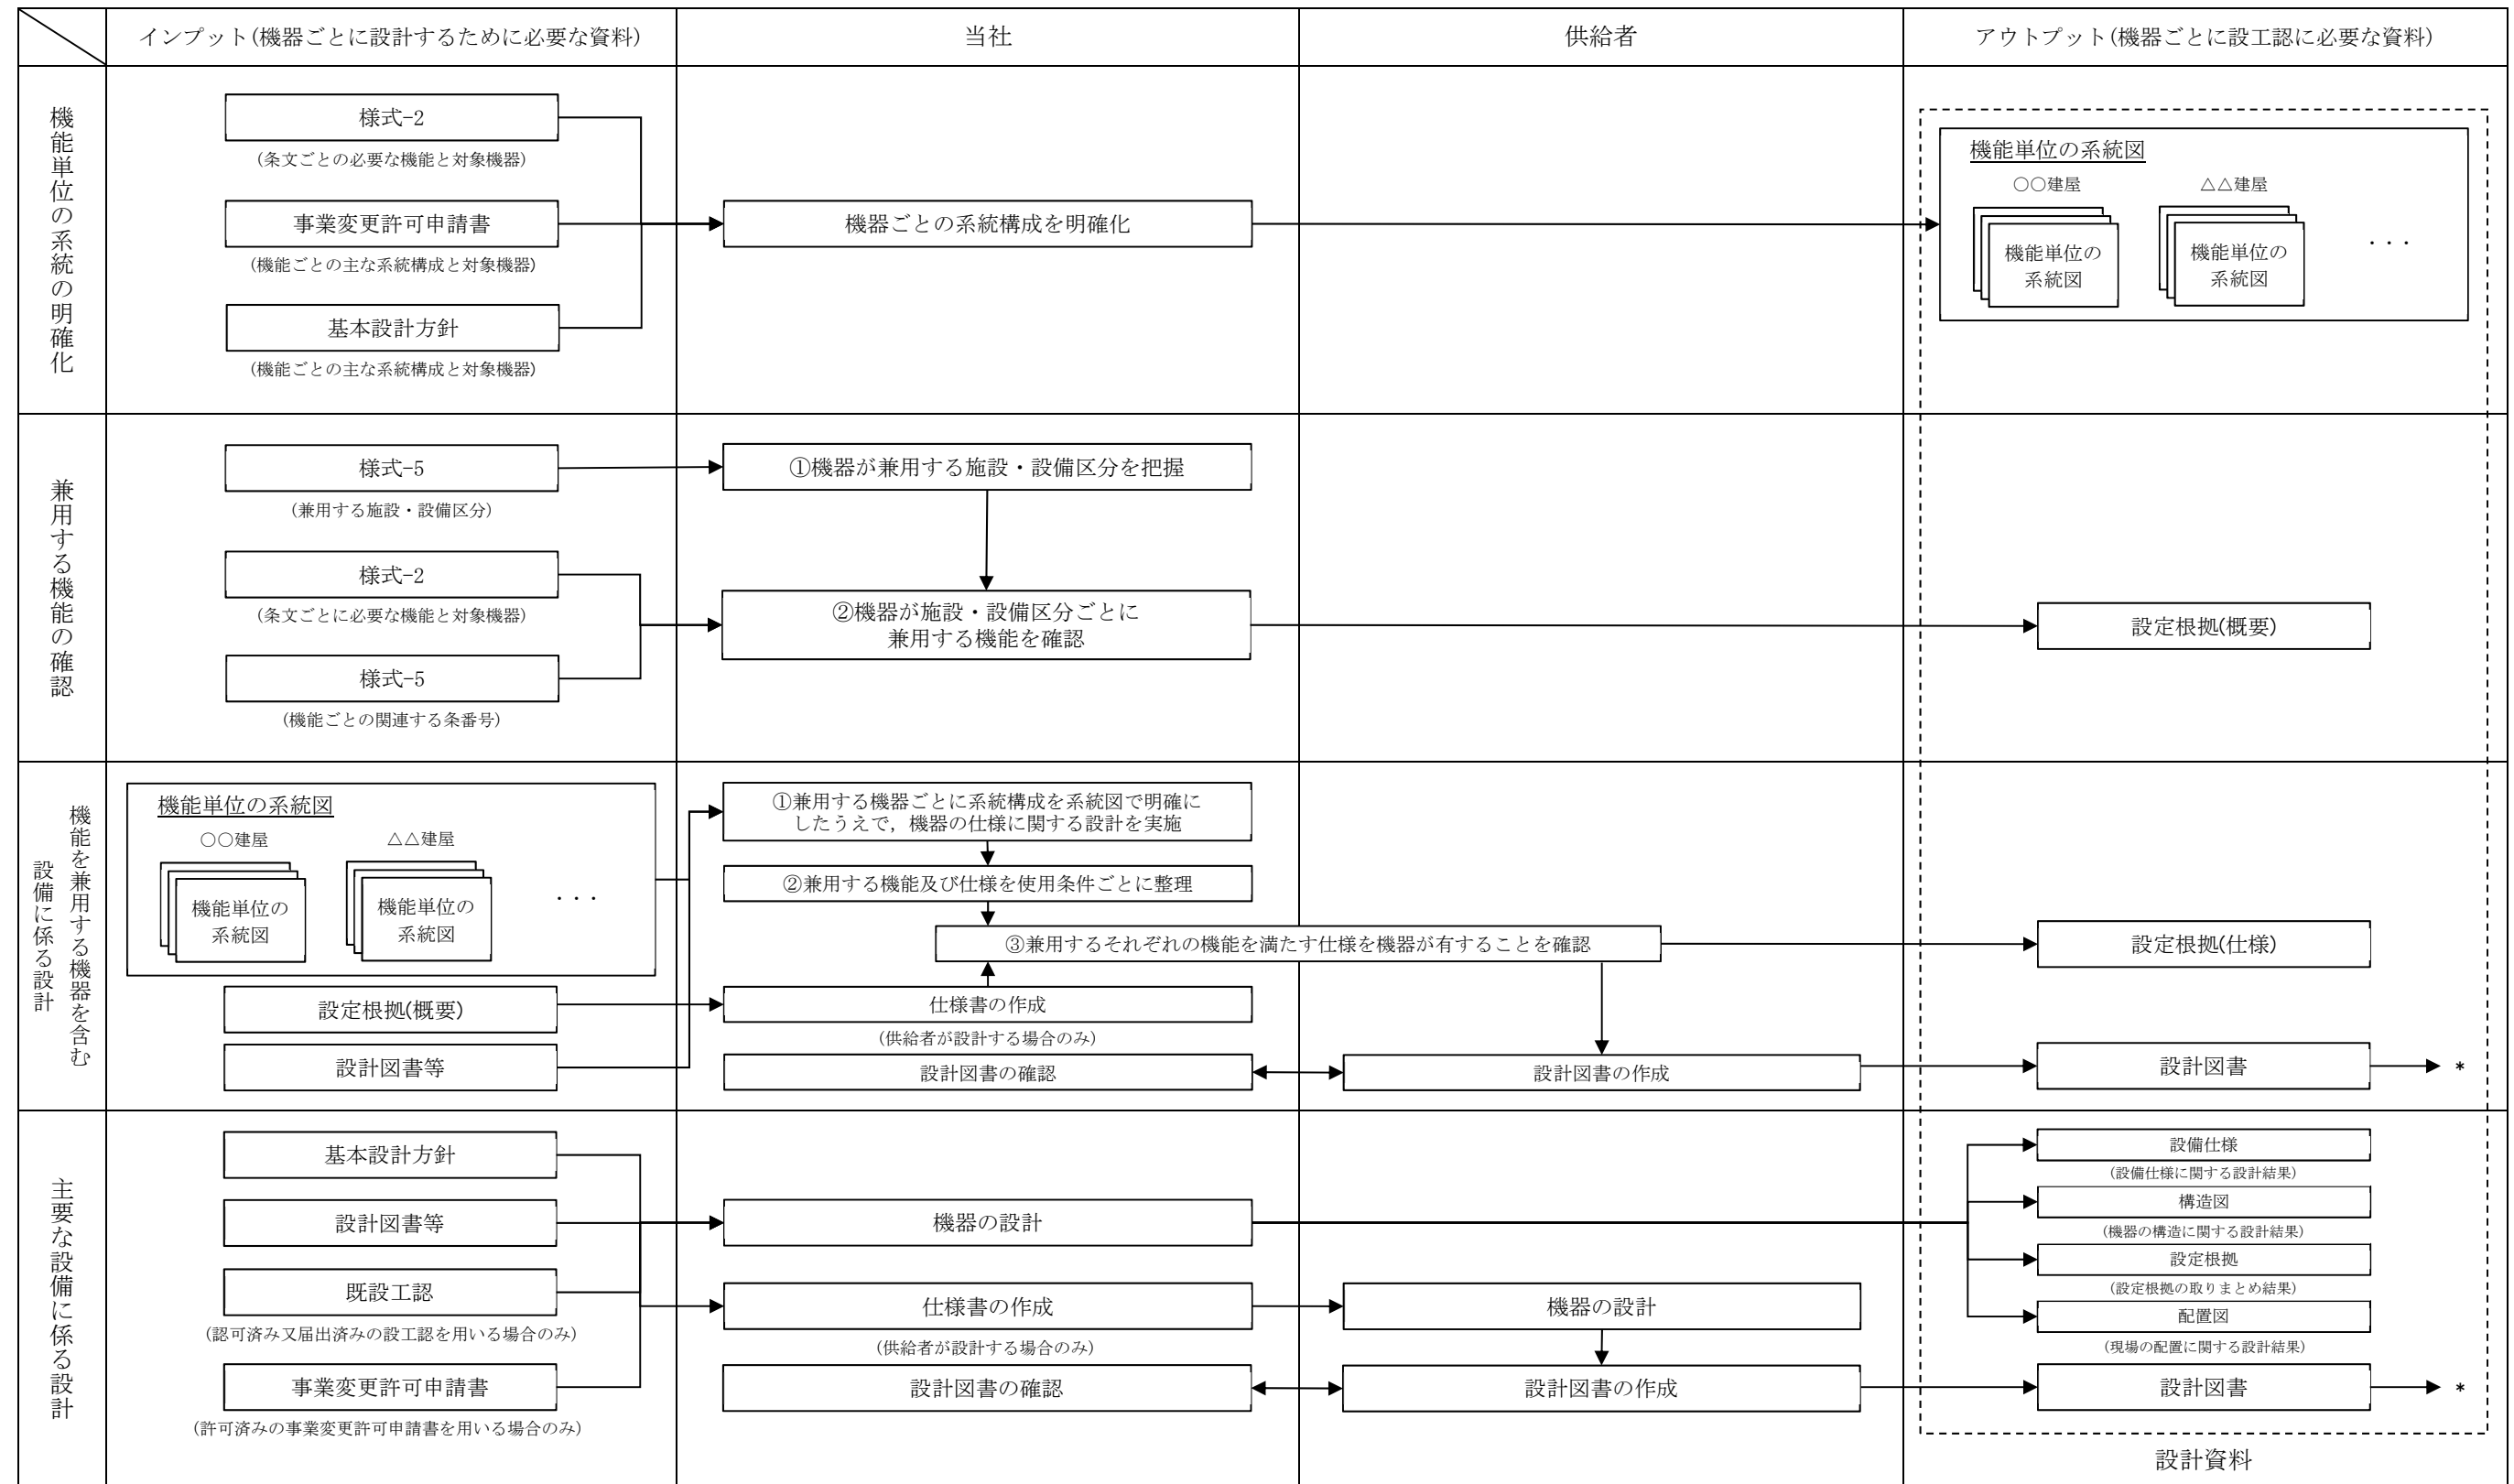 インプット(機器ごとに設計するために必要な資料)
当社
供給者
アウトプット(機器ごとに設工認に必要な資料)
機能単位の系統の明確化
様式-2
(条文ごとの必要な機能と対象機器)
事業変更許可申請書
(機能ごとの主な系統構成と対象機器)
基本設計方針
(機能ごとの主な系統構成と対象機器)
機器ごとの系統構成を明確化
機能単位の系統図
○○建屋
△△建屋
機能単位の
系統図
機能単位の
系統図
・・・
兼用する機能の確認
様式-5
(兼用する施設・設備区分)
様式-2
(条文ごとに必要な機能と対象機器)
様式-5
(機能ごとの関連する条番号)
①機器が兼用する施設・設備区分を把握
②機器が施設・設備区分ごとに
兼用する機能を確認
設定根拠(概要)
機能を兼用する機器を含む
設備に係る設計
機能単位の系統図
○○建屋
△△建屋
機能単位の
系統図
機能単位の
系統図
・・・
設定根拠(概要)
設計図書等
①兼用する機器ごとに系統構成を系統図で明確に
したうえで，機器の仕様に関する設計を実施
②兼用する機能及び仕様を使用条件ごとに整理
③兼用するそれぞれの機能を満たす仕様を機器が有することを確認
仕様書の作成
(供給者が設計する場合のみ)
設計図書の確認
設計図書の作成
設定根拠(仕様)
設計図書
*
主要な設備に係る設計
基本設計方針
設計図書等
既設工認
(認可済み又届出済みの設工認を用いる場合のみ)
事業変更許可申請書
(許可済みの事業変更許可申請書を用いる場合のみ)
機器の設計
仕様書の作成
(供給者が設計する場合のみ)
設計図書の確認
機器の設計
設計図書の作成
設備仕様
(設備仕様に関する設計結果)
構造図
(機器の構造に関する設計結果)
設定根拠
(設定根拠の取りまとめ結果)
配置図
(現場の配置に関する設計結果)
設計図書
*
設計資料